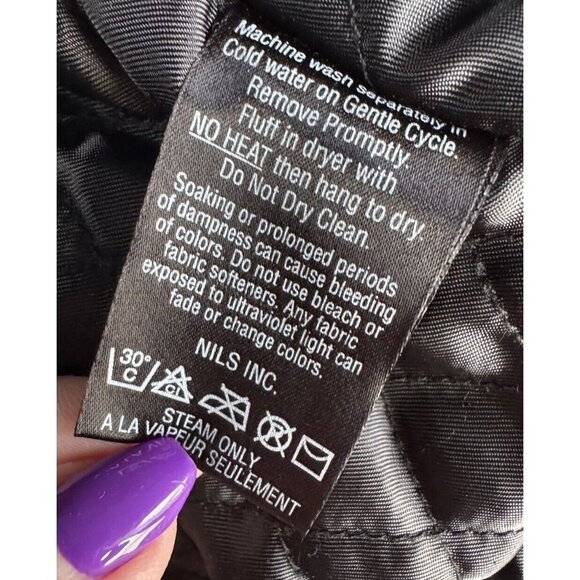 Machine wash separately in
Cold water on Gentle Cycle.
Remove Promptly.
Fluff in dryer with
NO HEAT then hang to dry.
Do Not Dry Clean.
Soaking or prolonged periods
of dampness can cause bleeding
of colors. Do not use bleach or
fabric softeners. Any fabric
exposed to ultraviolet light can
fade or change colors.
NILS INC.
30° C Cl
STEAM ONLY
A LA VAPEUR SEULEMENT